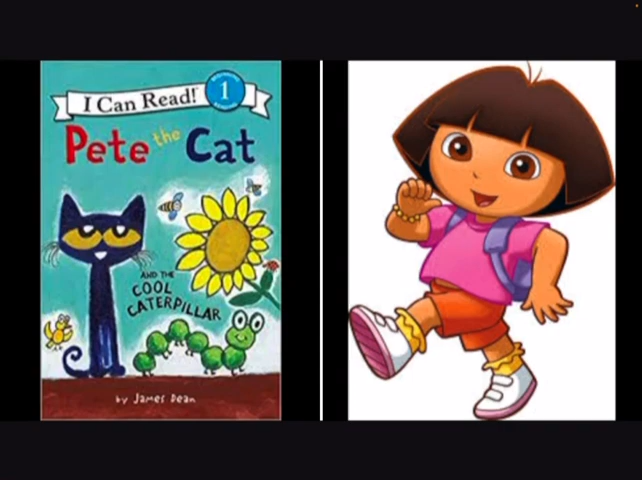 I Can Read! 1
Pete the Cat
AND THE
COOL
CATERPILLAR
by James Dean